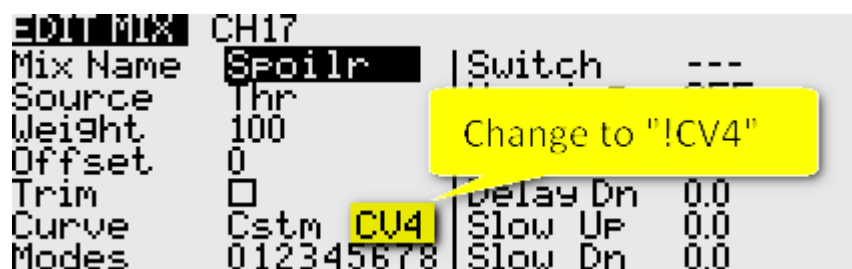 EDIT MIX CH17
Mix Name Spoilr Switch ---
Source Thr
Weight 100
Offset 0
Trim Delay Dn 0.0
Curve Cstm CV4 Slow Up 0.0
Modes 012345678 Slow Dn 0.0
Change to "!CV4"